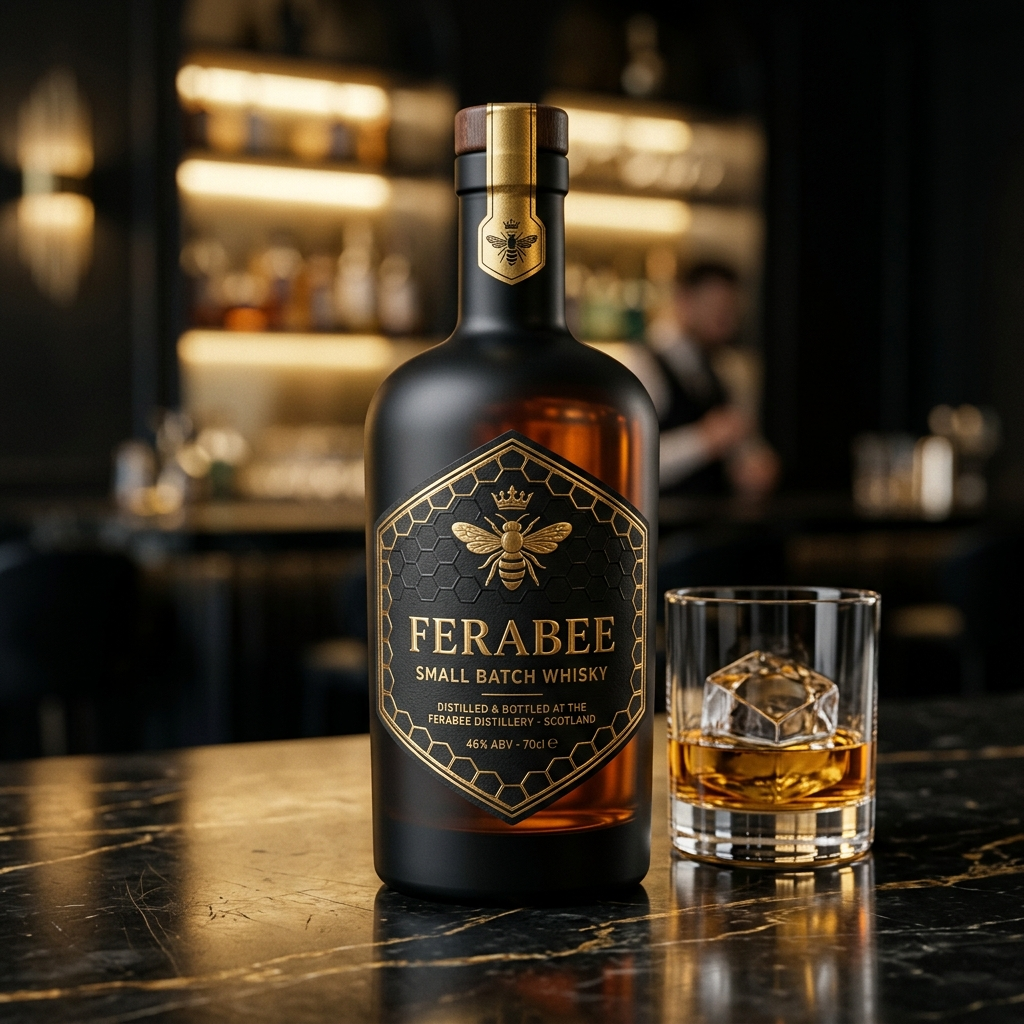 FERABEE
SMALL BATCH WHISKY
DISTILLED & BOTTLED AT THE
FERABEE DISTILLERY - SCOTLAND
46% ABV - 70cl ℮